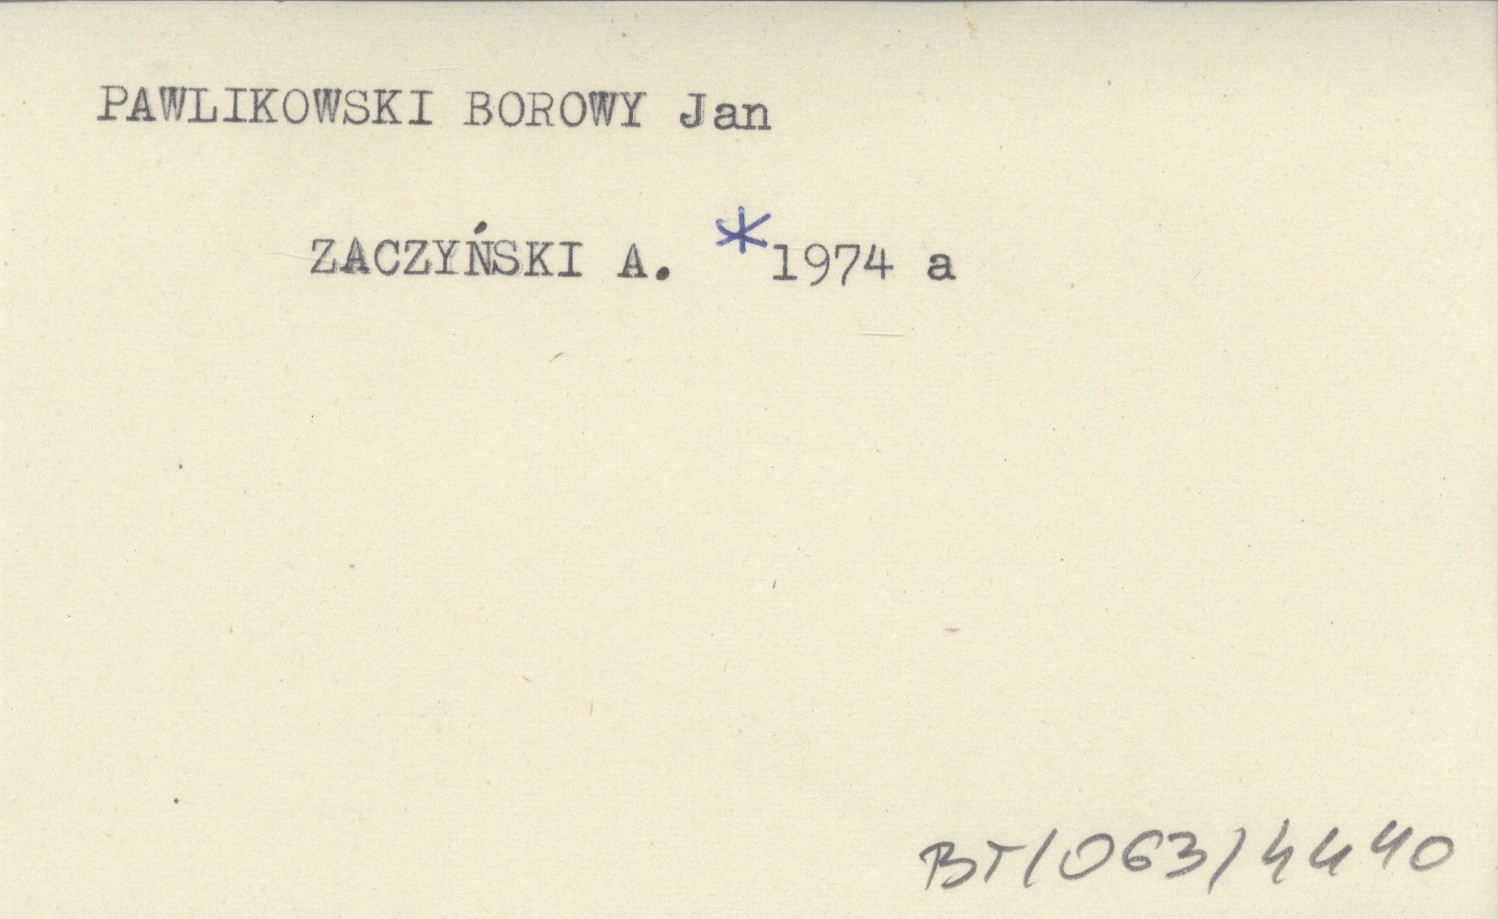 PAWLIKOWSKI BOROWY Jan
ZACZYŃSKI A. *1974 a
BT/063/4440